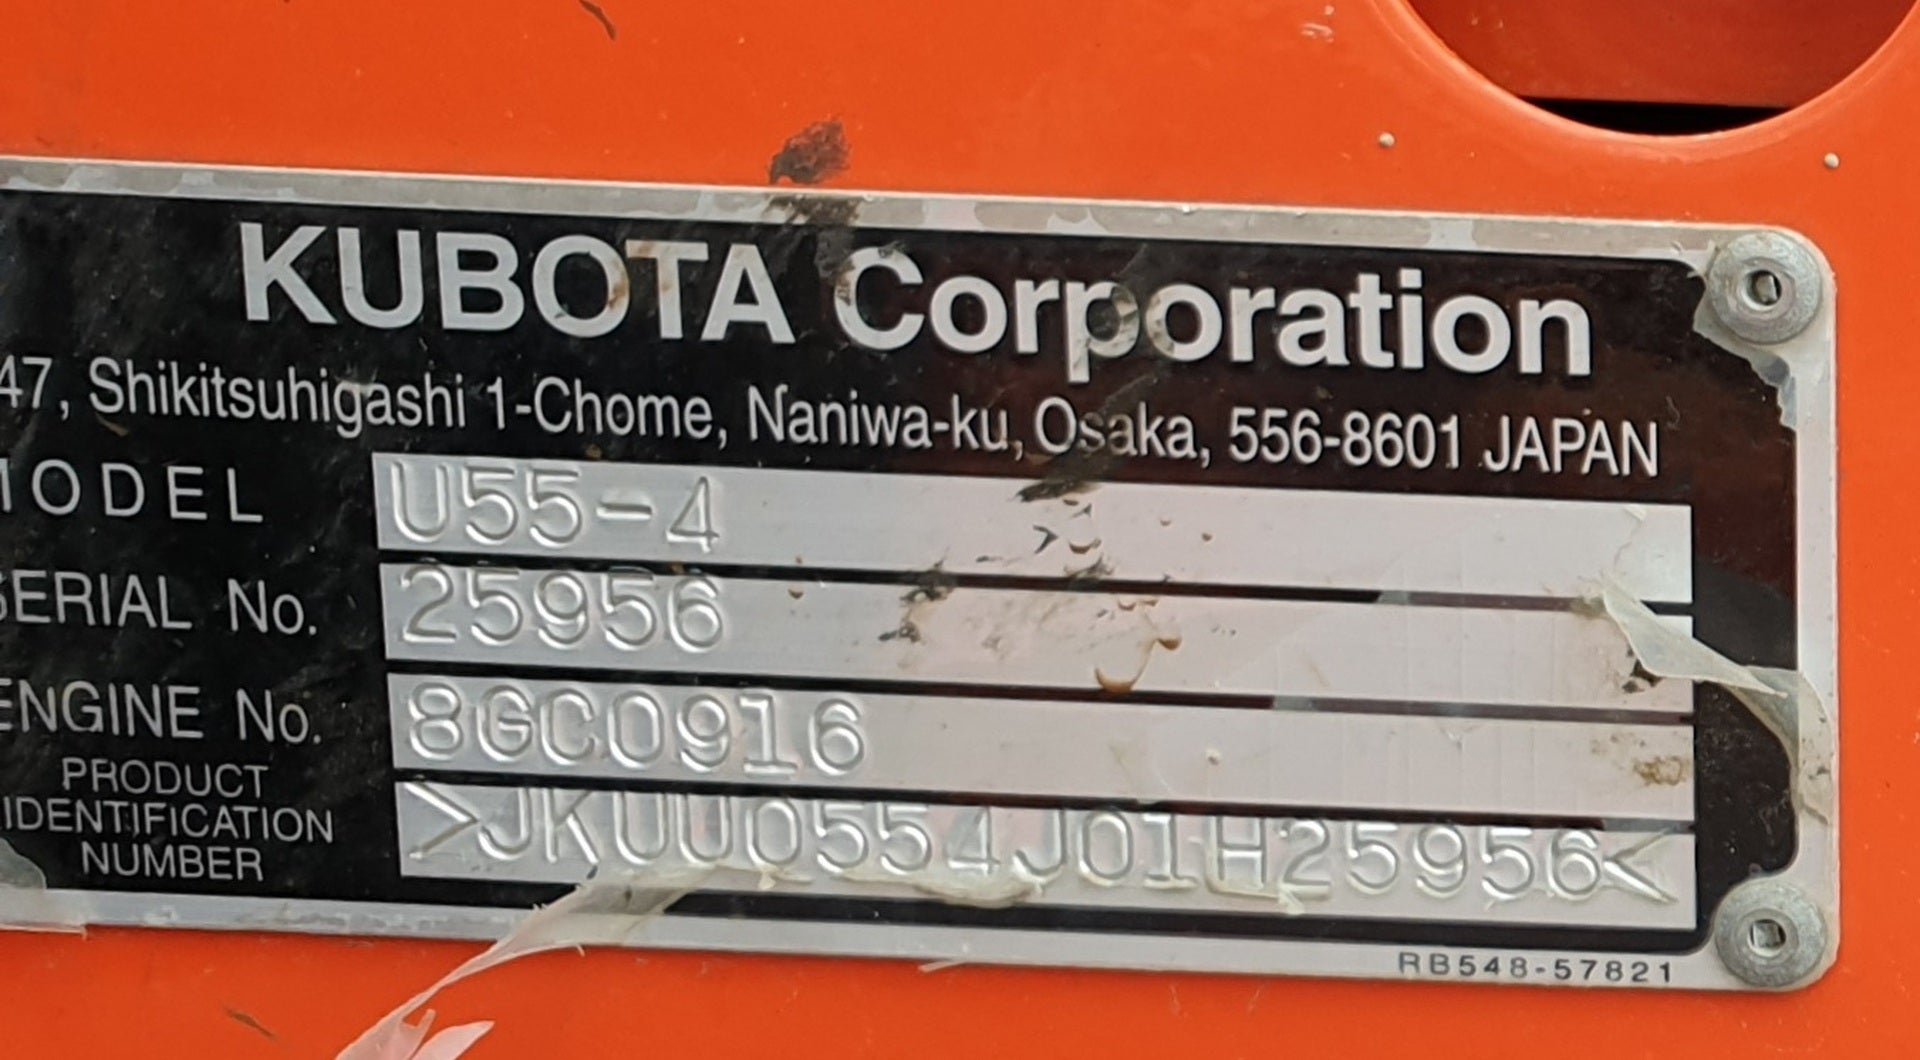 KUBOTA Corporation
47, Shikitsuhigashi 1-Chome, Naniwa-ku, Osaka, 556-8601 JAPAN
MODEL U55-4
SERIAL No. 25956
ENGINE No. 8GC0916
PRODUCT
IDENTIFICATION
NUMBER
>JKUU0554J01H25956<
RB548-57821